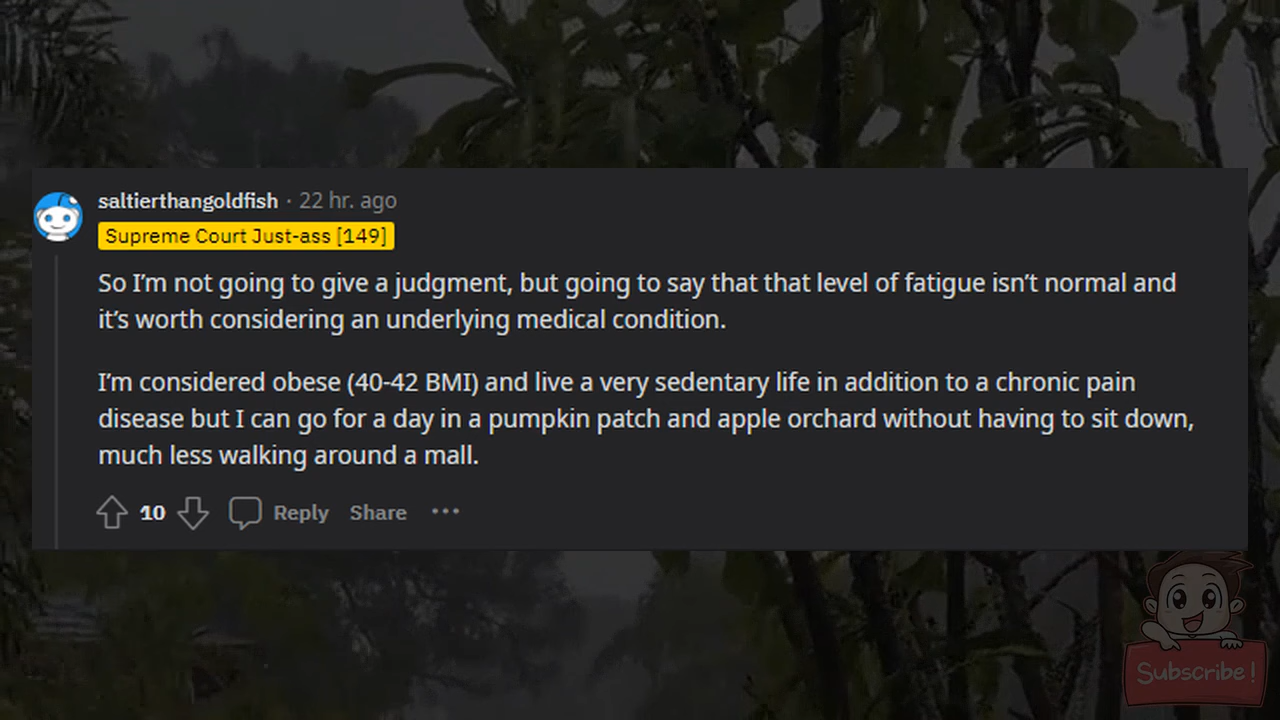 saltierthangoldfish · 22 hr. ago
Supreme Court Just-ass [149]
So I’m not going to give a judgment, but going to say that that level of fatigue isn’t normal and
it’s worth considering an underlying medical condition.
I’m considered obese (40-42 BMI) and live a very sedentary life in addition to a chronic pain
disease but I can go for a day in a pumpkin patch and apple orchard without having to sit down,
much less walking around a mall.
10 Reply Share ···
Subscribe!